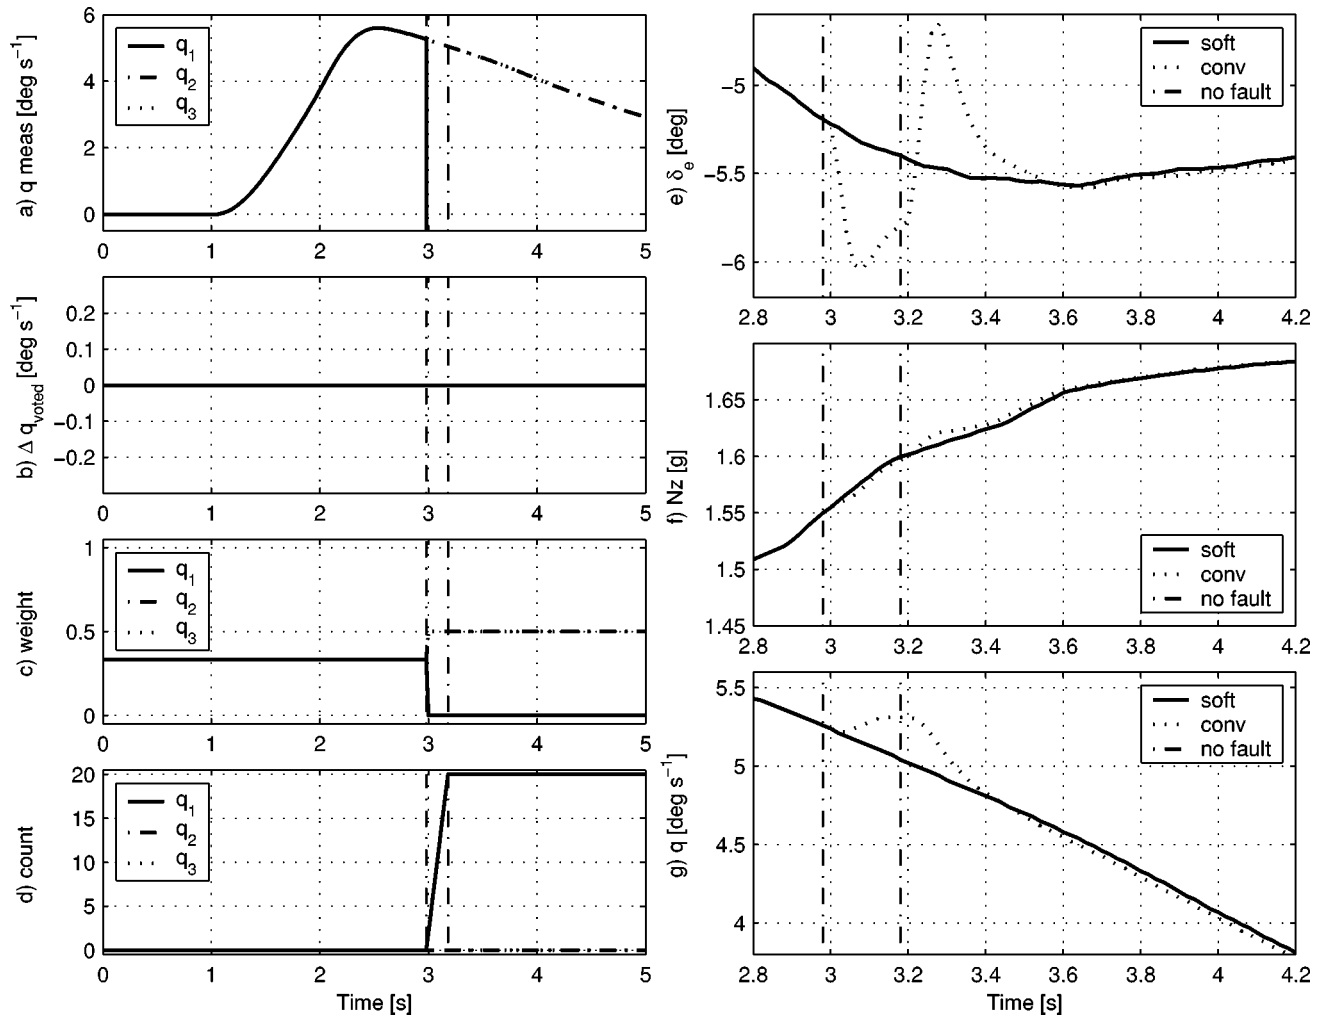 a) q meas [deg s⁻¹]
6
4
2
0
q₁
q₂
q₃
0 1 2 3 4 5
b) Δ q_voted [deg s⁻¹]
0.2
0.1
0
−0.1
−0.2
0 1 2 3 4 5
c) weight
1
0.5
0
q₁
q₂
q₃
0 1 2 3 4 5
d) count
20
15
10
5
0
q₁
q₂
q₃
0 1 2 3 4 5
Time [s]
e) δ_e [deg]
−5
−5.5
−6
soft
conv
no fault
2.8 3 3.2 3.4 3.6 3.8 4 4.2
f) Nz [g]
1.65
1.6
1.55
1.5
1.45
soft
conv
no fault
2.8 3 3.2 3.4 3.6 3.8 4 4.2
g) q [deg s⁻¹]
5.5
5
4.5
4
soft
conv
no fault
2.8 3 3.2 3.4 3.6 3.8 4 4.2
Time [s]